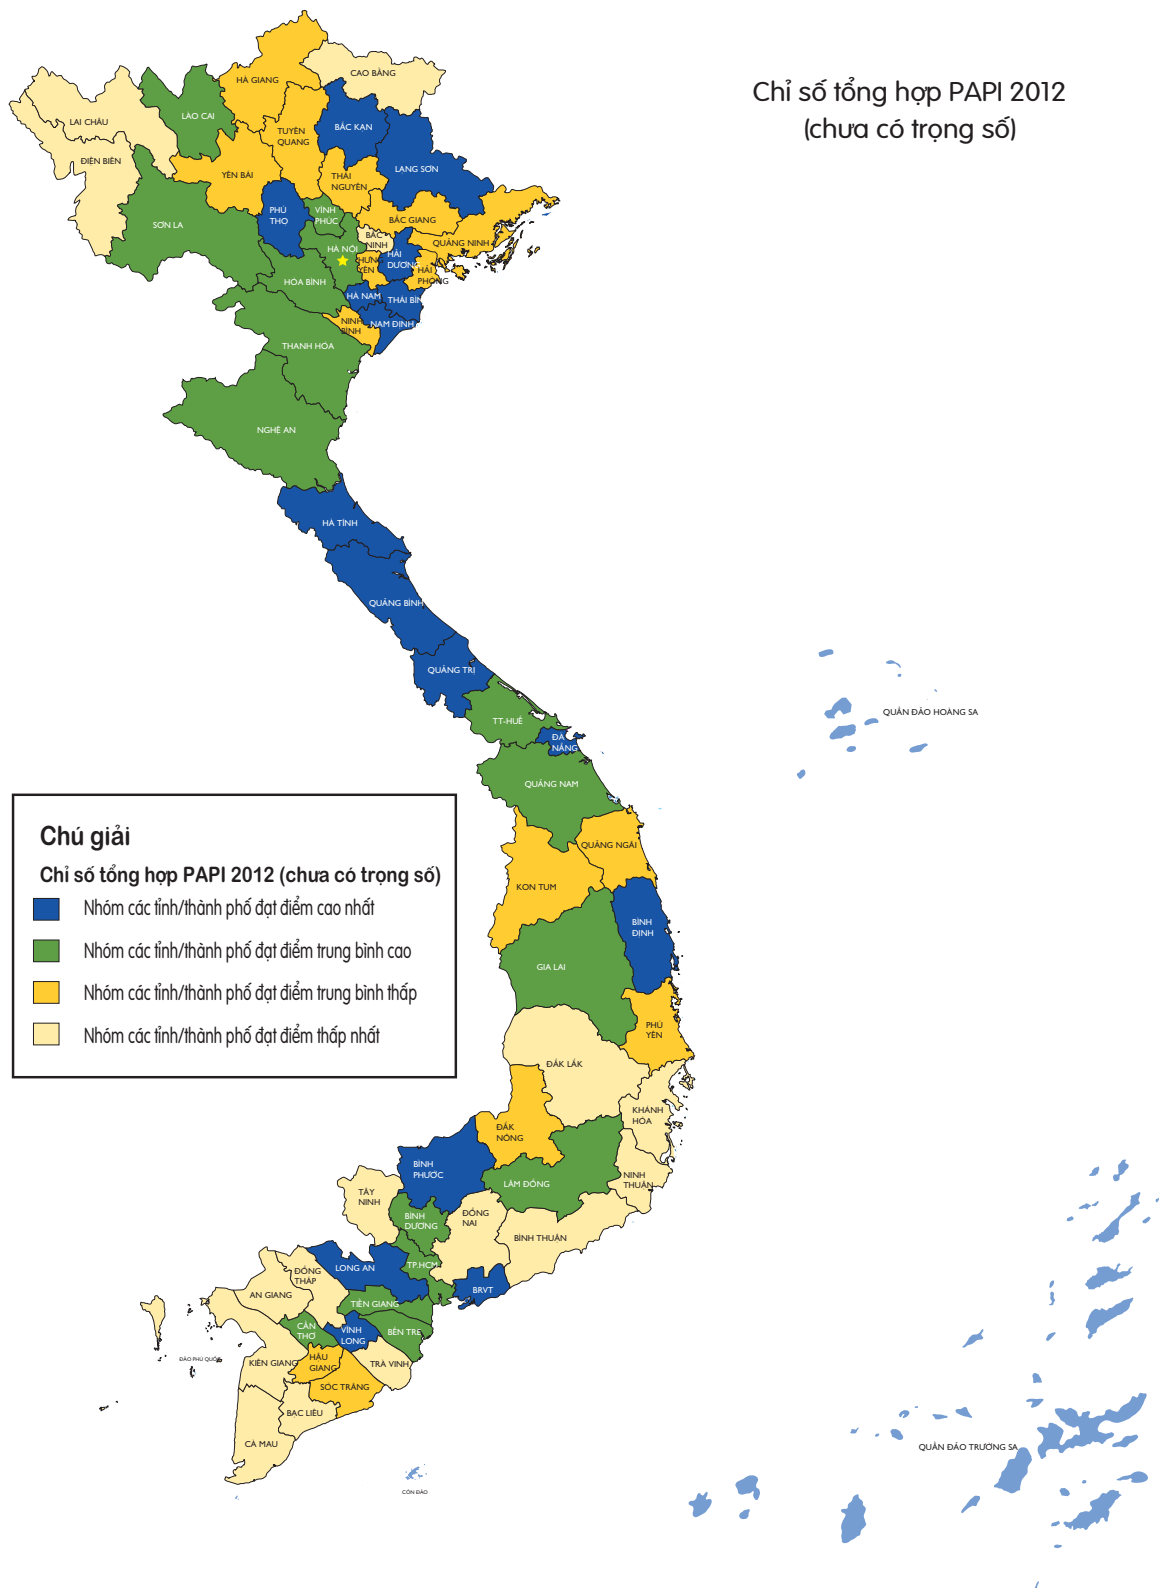 Chỉ số tổng hợp PAPI 2012
(chưa có trọng số)
HÀ GIANG
CAO BẰNG
LAI CHÂU
LÀO CAI
BẮC KẠN
TUYÊN
QUANG
ĐIỆN BIÊN
LẠNG SƠN
YÊN BÁI
THÁI
NGUYÊN
PHÚ
THỌ
VĨNH
PHÚC
SƠN LA
BẮC GIANG
BẮC
NINH
QUẢNG NINH
HÀ NỘI
HƯNG
YÊN
HẢI
DƯƠNG
HẢI
PHÒNG
HÒA BÌNH
HÀ NAM
THÁI BÌN
NINH
BÌNH
NAM ĐỊNH
THANH HÓA
NGHỆ AN
HÀ TĨNH
QUẢNG BÌNH
QUẢNG TRỊ
TT-HUẾ
ĐÀ
NẴNG
QUẢNG NAM
QUẦN ĐẢO HOÀNG SA
QUẢNG NGÃI
KON TUM
BÌNH
ĐỊNH
GIA LAI
PHÚ
YÊN
Chú giải
Chỉ số tổng hợp PAPI 2012 (chưa có trọng số)
Nhóm các tỉnh/thành phố đạt điểm cao nhất
Nhóm các tỉnh/thành phố đạt điểm trung bình cao
Nhóm các tỉnh/thành phố đạt điểm trung bình thấp
Nhóm các tỉnh/thành phố đạt điểm thấp nhất
ĐẮK LẮK
KHÁNH
HÒA
ĐẮK
NÔNG
BÌNH
PHƯỚC
LÂM ĐỒNG
NINH
THUẬN
TÂY
NINH
BÌNH
DƯƠNG
ĐỒNG
NAI
BÌNH THUẬN
TP.HCM
LONG AN
ĐỒNG
THÁP
BRVT
AN GIANG
TIỀN GIANG
CẦN
THƠ
VĨNH
LONG
BẾN TRE
ĐẢO PHÚ QUỐC
KIÊN GIANG
HẬU
GIANG
TRÀ VINH
SÓC TRĂNG
BẠC LIÊU
CÀ MAU
CÔN ĐẢO
QUẦN ĐẢO TRƯỜNG SA